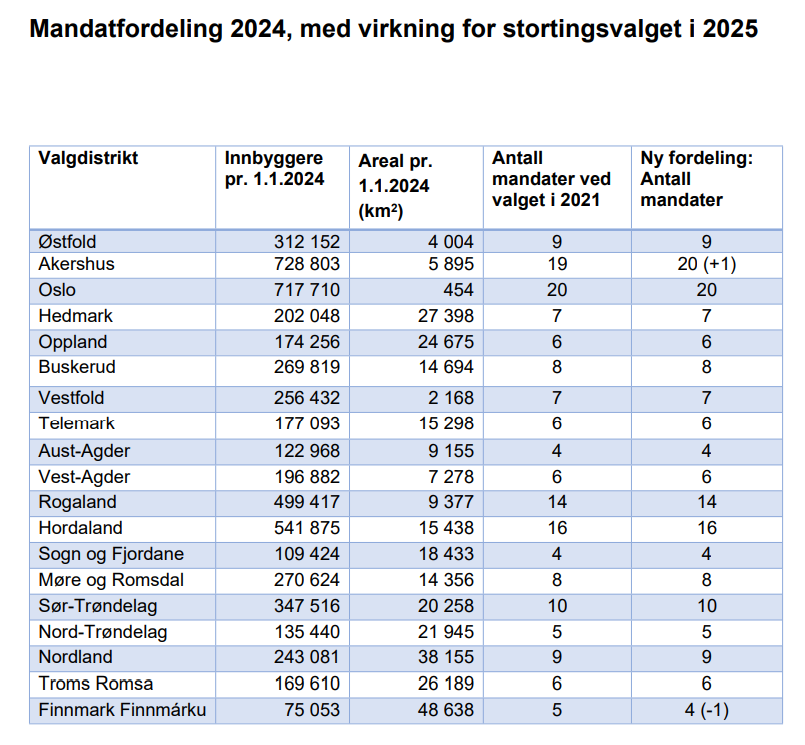 Mandatfordeling 2024, med virkning for stortingsvalget i 2025
Valgdistrikt Innbyggere pr. 1.1.2024 Areal pr. 1.1.2024 (km²) Antall mandater ved valget i 2021 Ny fordeling: Antall mandater
Østfold 312 152 4 004 9 9
Akershus 728 803 5 895 19 20 (+1)
Oslo 717 710 454 20 20
Hedmark 202 048 27 398 7 7
Oppland 174 256 24 675 6 6
Buskerud 269 819 14 694 8 8
Vestfold 256 432 2 168 7 7
Telemark 177 093 15 298 6 6
Aust-Agder 122 968 9 155 4 4
Vest-Agder 196 882 7 278 6 6
Rogaland 499 417 9 377 14 14
Hordaland 541 875 15 438 16 16
Sogn og Fjordane 109 424 18 433 4 4
Møre og Romsdal 270 624 14 356 8 8
Sør-Trøndelag 347 516 20 258 10 10
Nord-Trøndelag 135 440 21 945 5 5
Nordland 243 081 38 155 9 9
Troms Romsa 169 610 26 189 6 6
Finnmark Finnmárku 75 053 48 638 5 4 (-1)